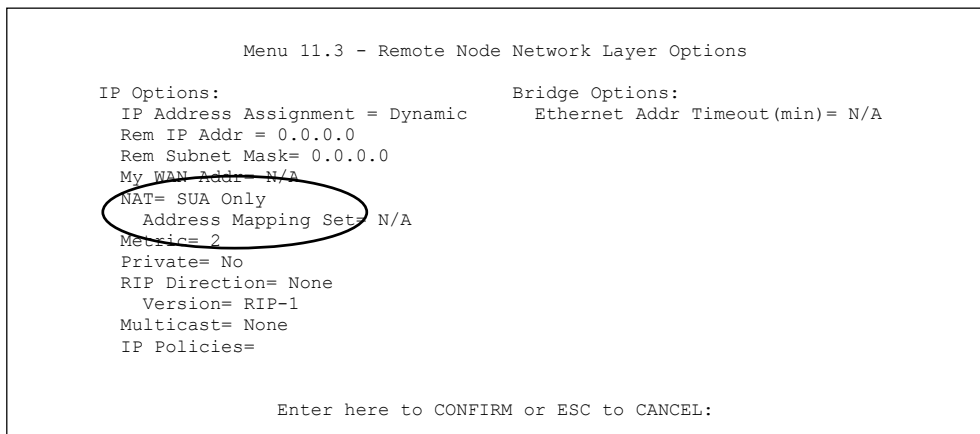 Menu 11.3 - Remote Node Network Layer Options
IP Options:
IP Address Assignment = Dynamic
Rem IP Addr = 0.0.0.0
Rem Subnet Mask= 0.0.0.0
My WAN Addr= N/A
NAT= SUA Only
Address Mapping Set= N/A
Metric= 2
Private= No
RIP Direction= None
Version= RIP-1
Multicast= None
IP Policies=
Bridge Options:
Ethernet Addr Timeout(min)= N/A
Enter here to CONFIRM or ESC to CANCEL: